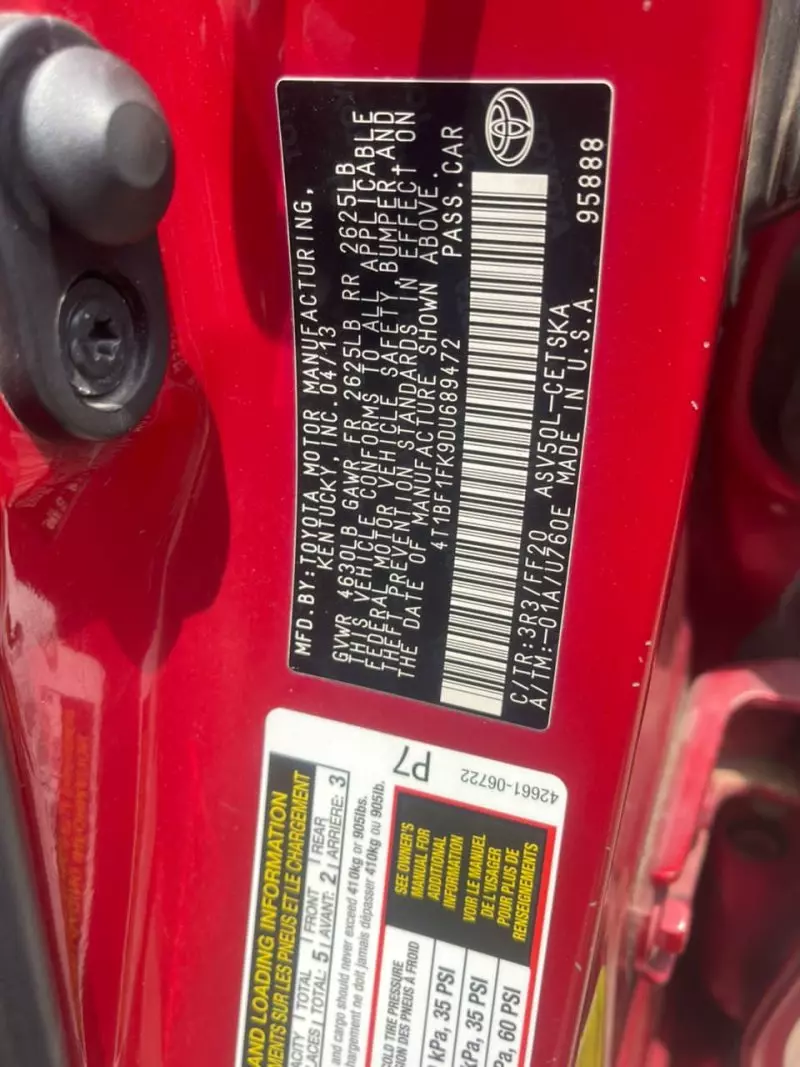 MFD.BY:TOYOTA MOTOR MANUFACTURING,
KENTUCKY, INC. 04/13
GVWR 4630LB GAWR FR 2625LB RR 2625LB
THIS VEHICLE CONFORMS TO ALL APPLICABLE
FEDERAL MOTOR VEHICLE SAFETY, BUMPER, AND
THEFT PREVENTION STANDARDS IN EFFECT ON
THE DATE OF MANUFACTURE SHOWN ABOVE.
4T1BF1FK9DU689472 PASS.CAR
C/TR:3R3/FF20 ASV50L-CETSKA
A/TM:-01A/U760E MADE IN U.S.A. 95888
P7
42661-06722
AND LOADING INFORMATION
SUR LES PNEUS ET LE CHARGEMENT
TOTAL FRONT REAR
TOTAL: 5 AVANT: 2 ARRIERE: 3
and cargo should never exceed 410kg or 905lbs.
ne doit jamais dépasser 410kg ou 905lb.
COLD TIRE PRESSURE
DES PNEUS À FROID
kPa, 35 PSI
kPa, 35 PSI
60 PSI
SEE OWNER'S
MANUAL FOR
ADDITIONAL
INFORMATION
VOIR LE MANUEL
DE L'USAGER
POUR PLUS DE
RENSEIGNEMENTS